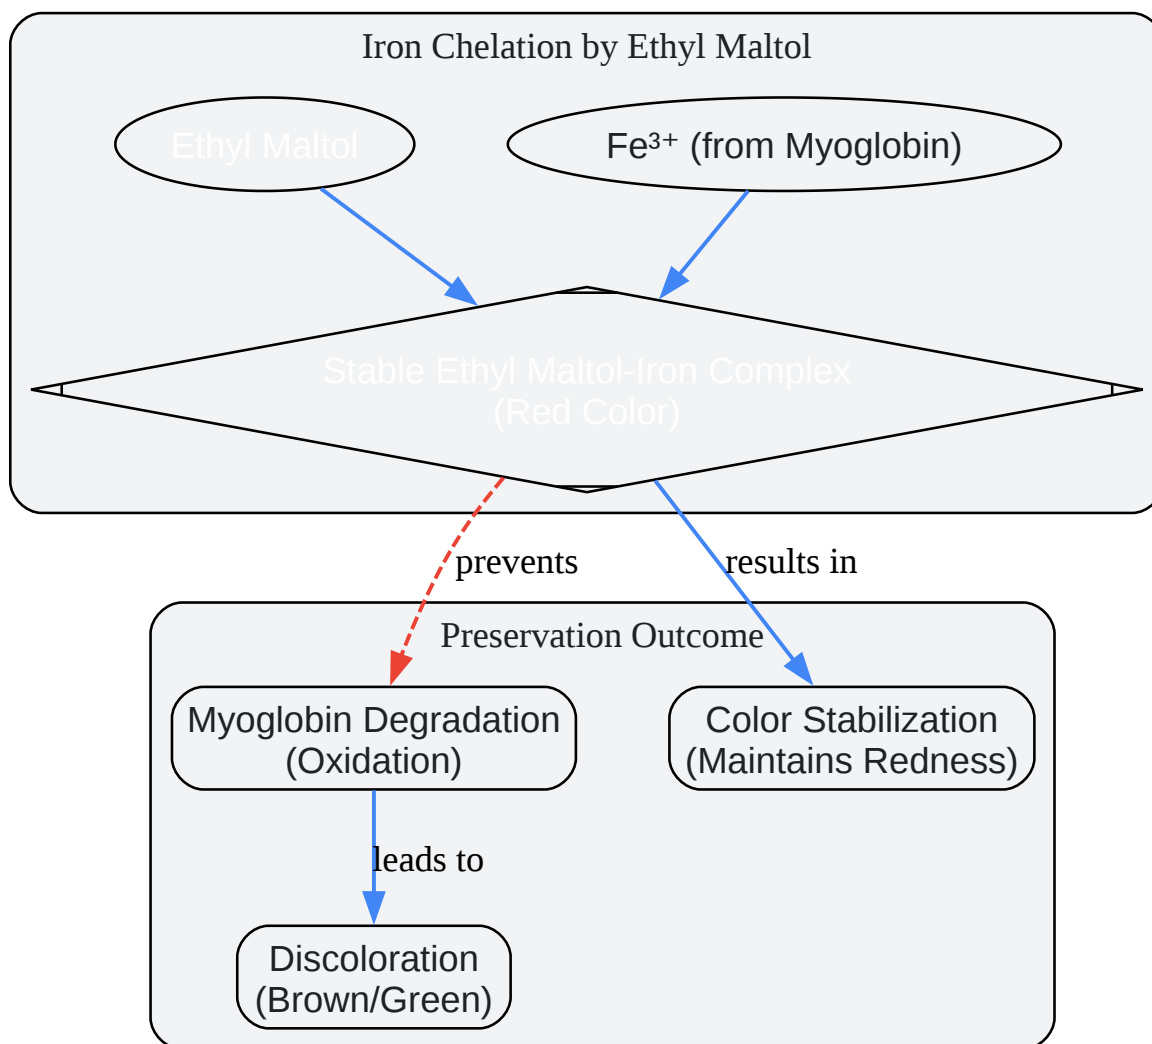 Iron Chelation by Ethyl Maltol
Ethyl Maltol
Fe³⁺ (from Myoglobin)
Stable Ethyl Maltol-Iron Complex
(Red Color)
prevents
results in
Preservation Outcome
Myoglobin Degradation
(Oxidation)
Color Stabilization
(Maintains Redness)
leads to
Discoloration
(Brown/Green)